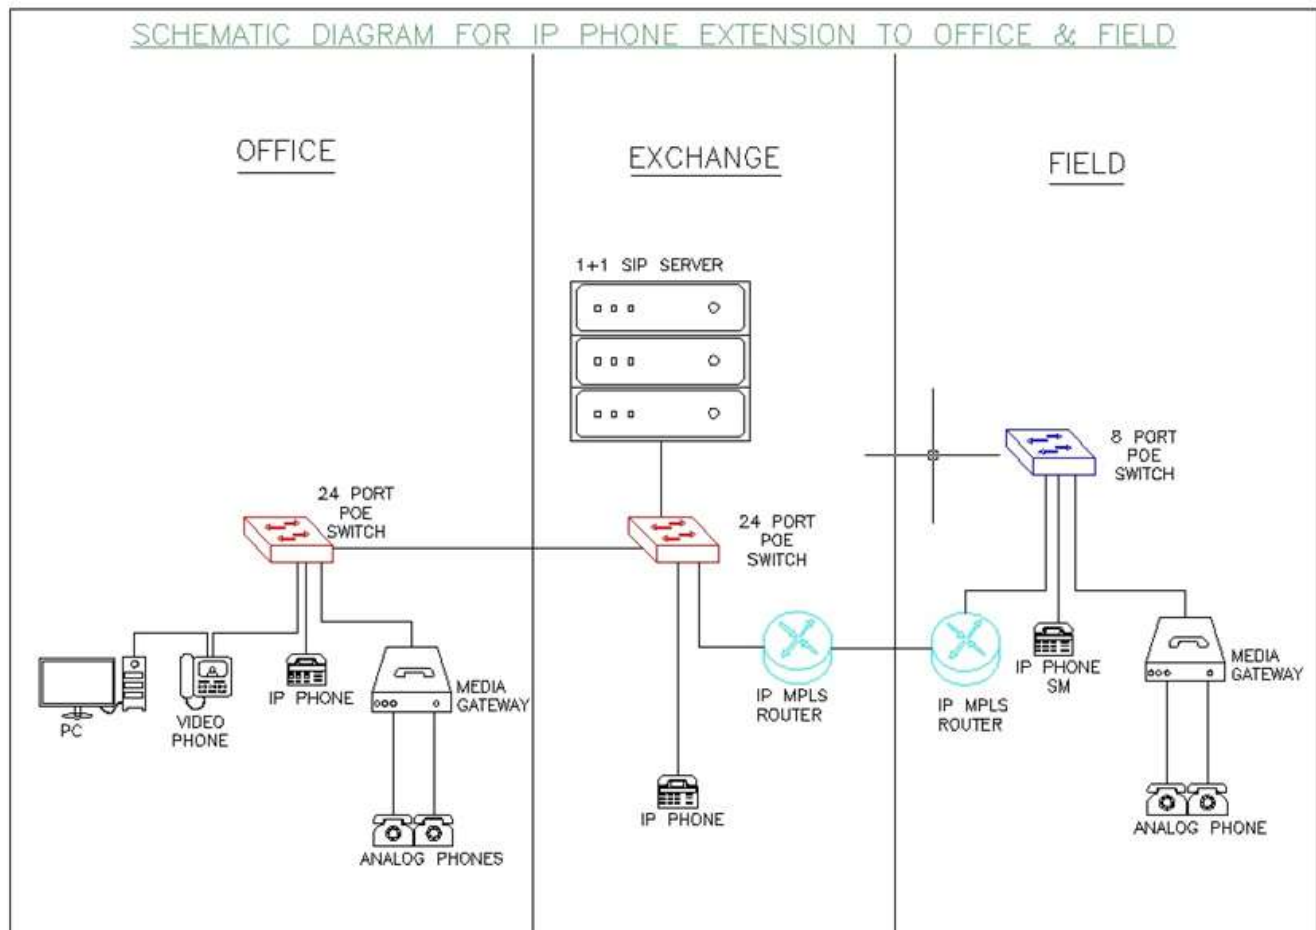 SCHEMATIC DIAGRAM FOR IP PHONE EXTENSION TO OFFICE & FIELD
OFFICE
EXCHANGE
FIELD
1+1 SIP SERVER
24 PORT
POE
SWITCH
24 PORT
POE
SWITCH
8 PORT
POE
SWITCH
PC
VIDEO
PHONE
IP PHONE
MEDIA
GATEWAY
ANALOG PHONES
IP PHONE
IP MPLS
ROUTER
IP MPLS
ROUTER
IP PHONE
SM
MEDIA
GATEWAY
ANALOG PHONE